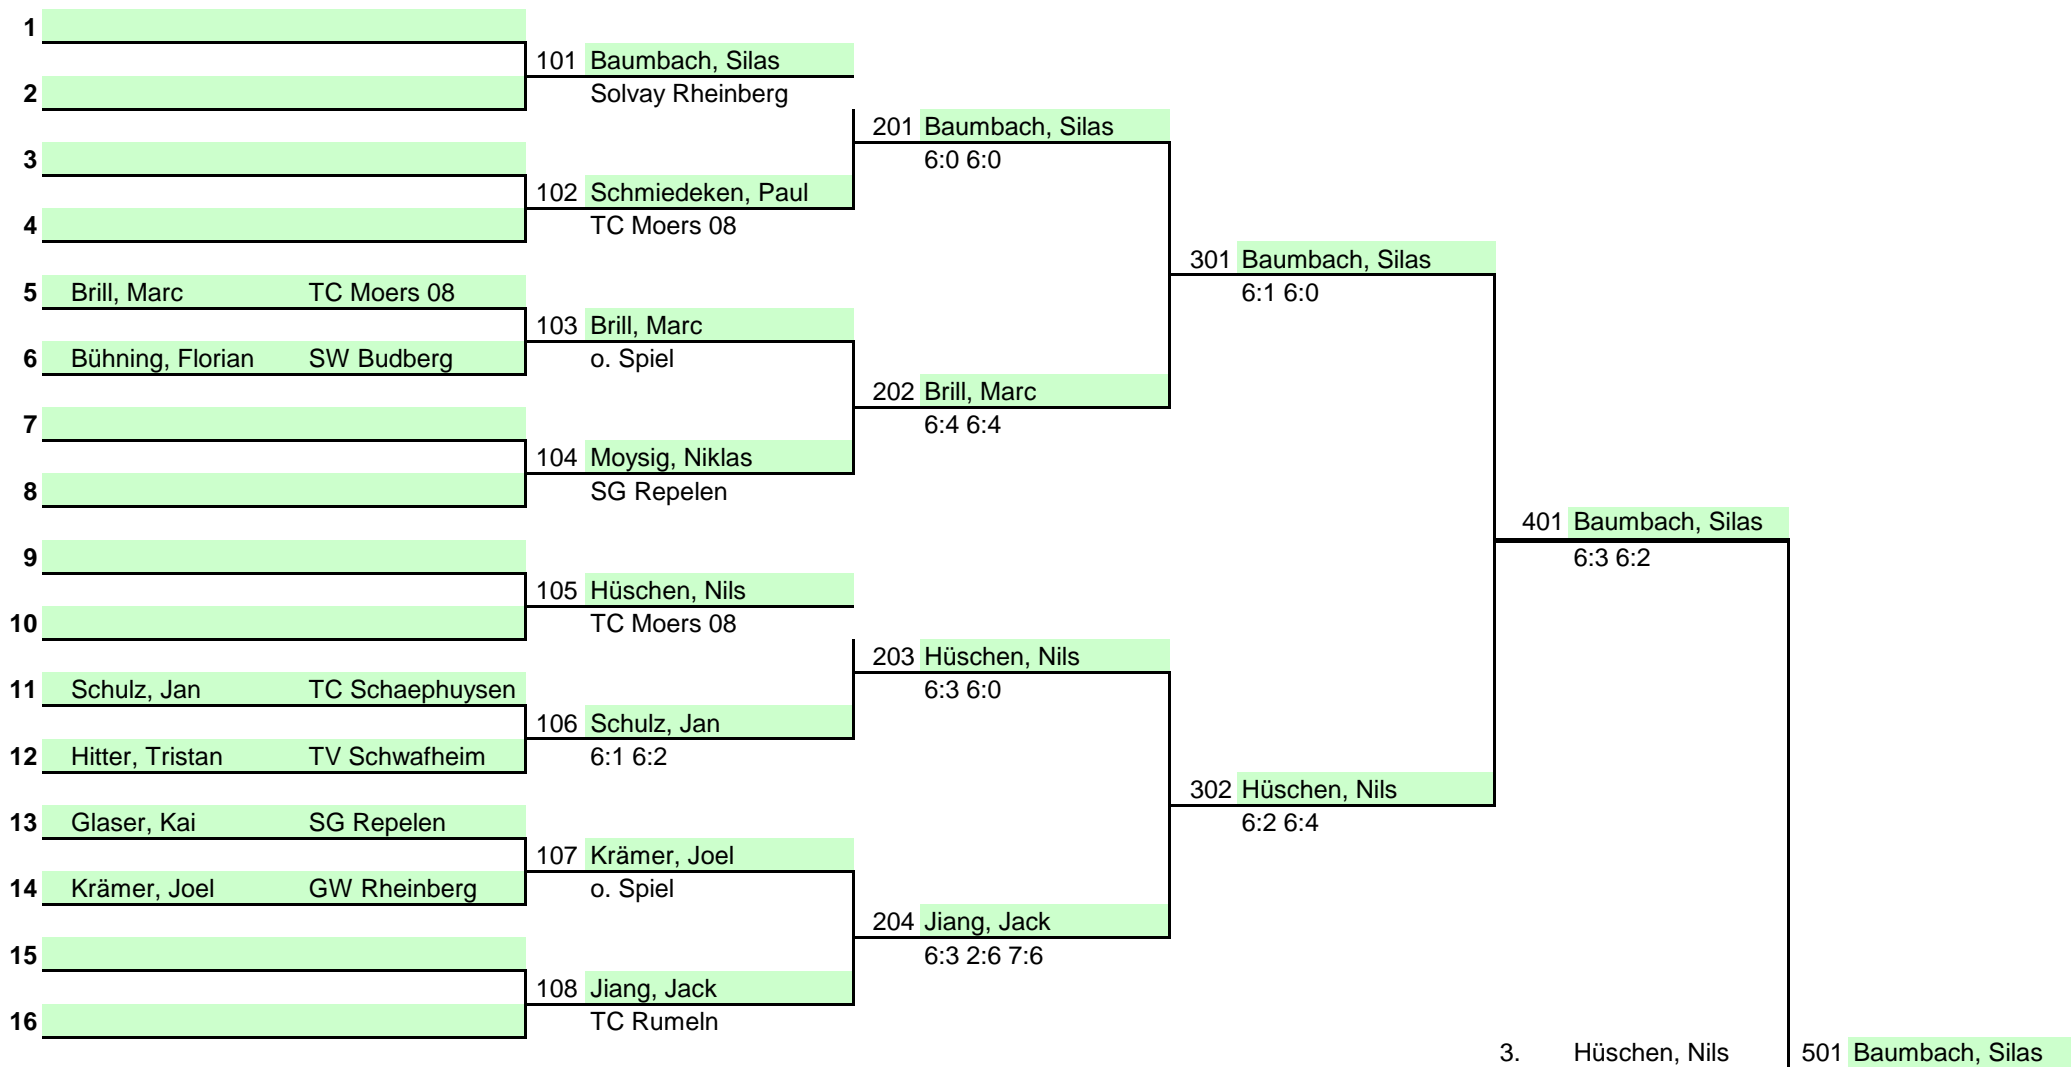 1
101 Baumbach, Silas
2 Solvay Rheinberg
201 Baumbach, Silas
3 6:0 6:0
102 Schmiedeken, Paul
4 TC Moers 08
301 Baumbach, Silas
5 Brill, Marc TC Moers 08 6:1 6:0
103 Brill, Marc
6 Bühning, Florian SW Budberg o. Spiel
202 Brill, Marc
7 6:4 6:4
104 Moysig, Niklas
8 SG Repelen
401 Baumbach, Silas
9 6:3 6:2
105 Hüschen, Nils
10 TC Moers 08
203 Hüschen, Nils
11 Schulz, Jan TC Schaephuysen 6:3 6:0
106 Schulz, Jan
12 Hitter, Tristan TV Schwafheim 6:1 6:2
302 Hüschen, Nils
13 Glaser, Kai SG Repelen 6:2 6:4
107 Krämer, Joel
14 Krämer, Joel GW Rheinberg o. Spiel
204 Jiang, Jack
15 6:3 2:6 7:6
108 Jiang, Jack
16 TC Rumeln
3. Hüschen, Nils 501 Baumbach, Silas